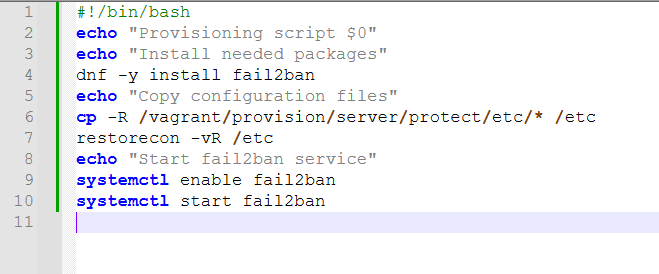 1 #!/bin/bash
2 echo "Provisioning script $0"
3 echo "Install needed packages"
4 dnf -y install fail2ban
5 echo "Copy configuration files"
6 cp -R /vagrant/provision/server/protect/etc/* /etc
7 restorecon -vR /etc
8 echo "Start fail2ban service"
9 systemctl enable fail2ban
10 systemctl start fail2ban
11